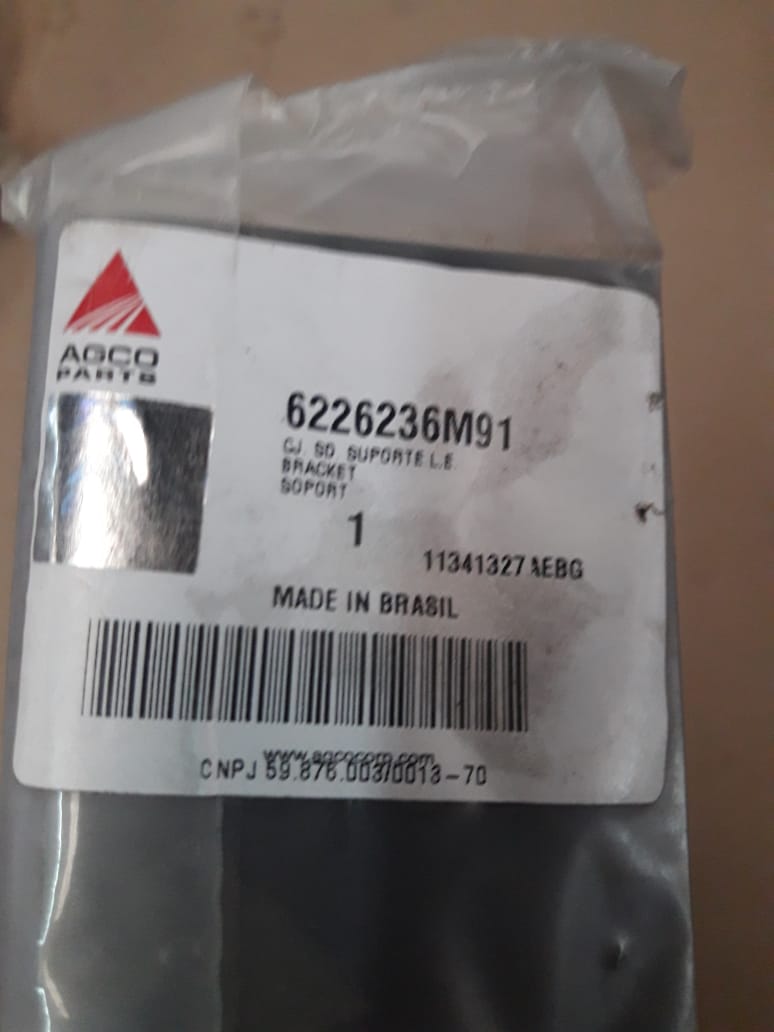 AGCO
PARTS
6226236M91
CJ. SD. SUPORTE L.E.
BRACKET
SOPORT
1
11341327 AEBG
MADE IN BRASIL
www.agcocorp.com
CNPJ 59.876.003/0013-70